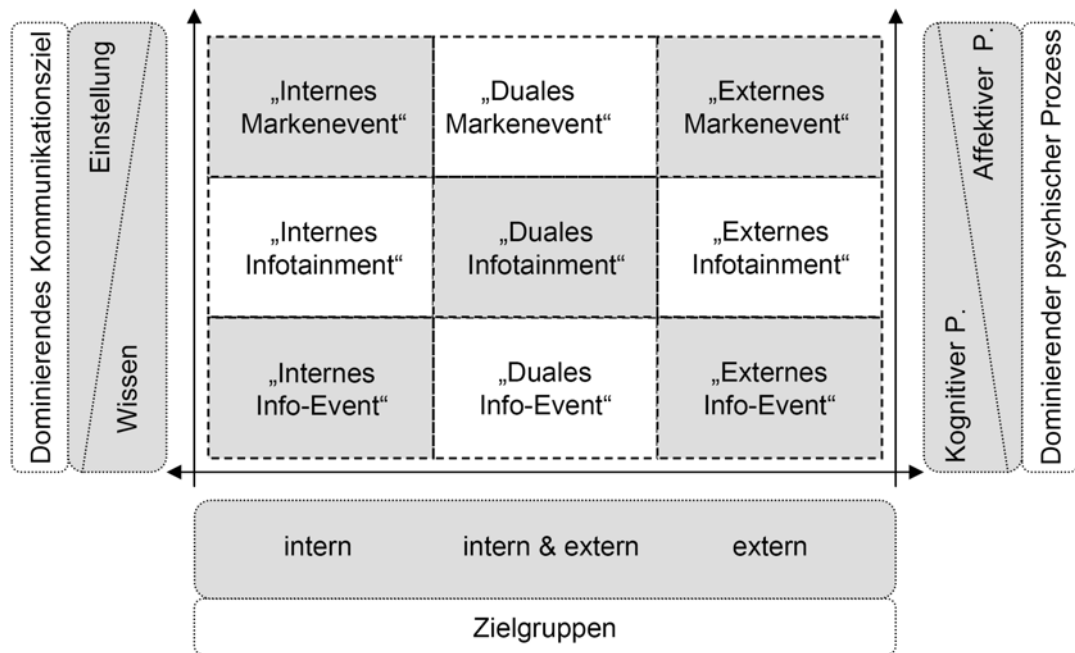 Dominierendes Kommunikationsziel
Einstellung
Wissen
„Internes
Markenevent“
„Duales
Markenevent“
„Externes
Markenevent“
„Internes
Infotainment“
„Duales
Infotainment“
„Externes
Infotainment“
„Internes
Info-Event“
„Duales
Info-Event“
„Externes
Info-Event“
Affektiver P.
Kognitiver P.
Dominierender psychischer Prozess
intern
intern & extern
extern
Zielgruppen